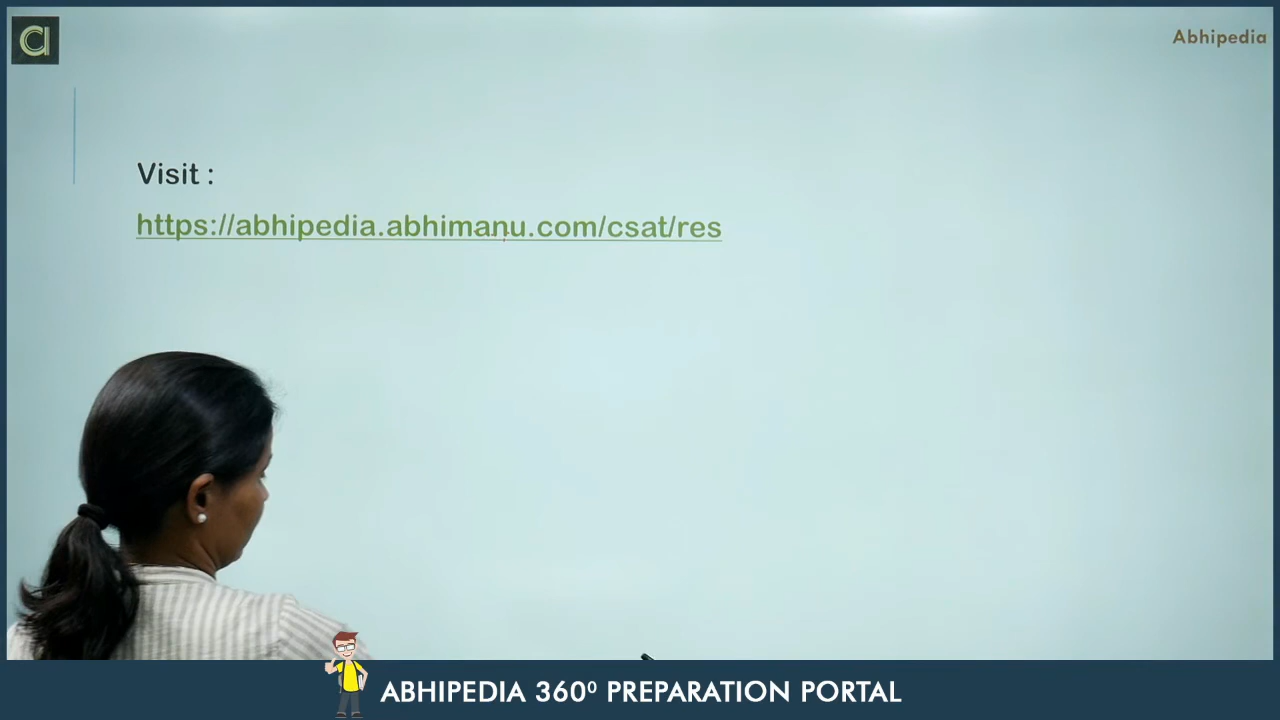 Abhipedia
Visit :
https://abhipedia.abhimanu.com/csat/res
ABHIPEDIA 360⁰ PREPARATION PORTAL